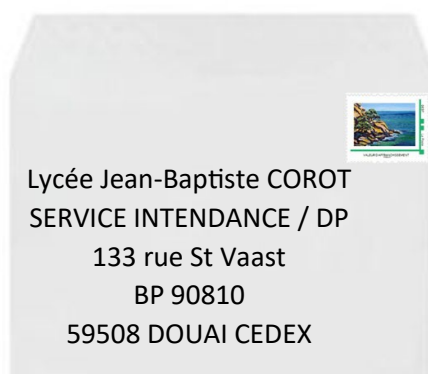 Lycée Jean-Baptiste COROT
SERVICE INTENDANCE / DP
133 rue St Vaast
BP 90810
59508 DOUAI CEDEX